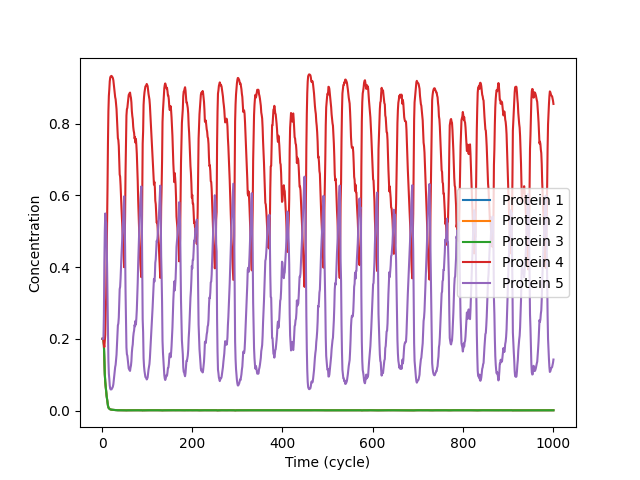 0.8
0.6
0.4
0.2
0.0
Concentration
Protein 1
Protein 2
Protein 3
Protein 4
Protein 5
0 200 400 600 800 1000
Time (cycle)